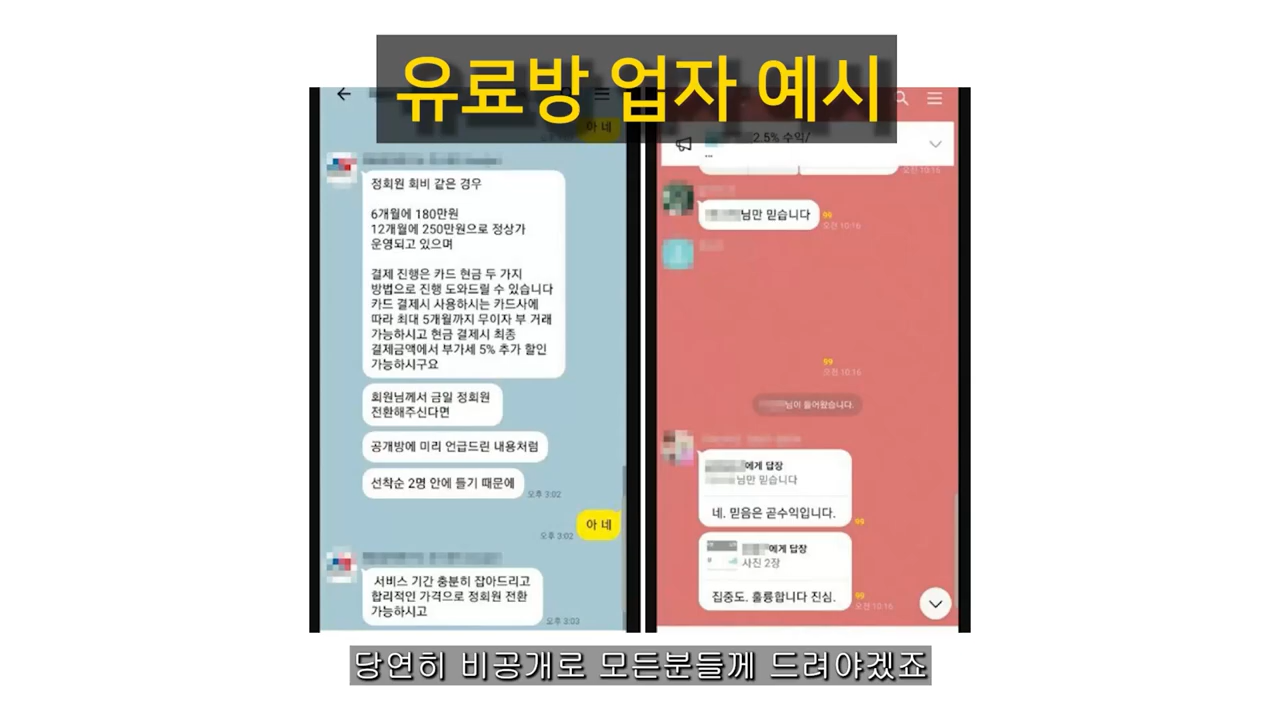 유료방 업자 예시
아 네
정회원 회비 같은 경우
6개월에 180만원
12개월에 250만원으로 정상가
운영되고 있으며
결제 진행은 카드 현금 두 가지
방법으로 진행 도와드릴 수 있습니다
카드 결제시 사용하시는 카드사에
따라 최대 5개월까지 무이자 부 거래
가능하시고 현금 결제시 최종
결제금액에서 부가세 5% 추가 할인
가능하시구요
회원님께서 금일 정회원
전환해주신다면
공개방에 미리 언급드린 내용처럼
선착순 2명 안에 들기 때문에
오후 3:02
아 네
오후 3:02
서비스 기간 충분히 잡아드리고
합리적인 가격으로 정회원 전환
가능하시고
오후 3:03
2.5% 수익/
...
오전 10:16
님만 믿습니다
99
오전 10:16
99
오전 10:16
님이 들어왔습니다.
에게 답장
님만 믿습니다
네. 믿음은 곧수익입니다.
99
에게 답장
사진 2장
집중도. 훌륭합니다 진심.
99
오전 10:16
당연히 비공개로 모든분들께 드려야겠죠